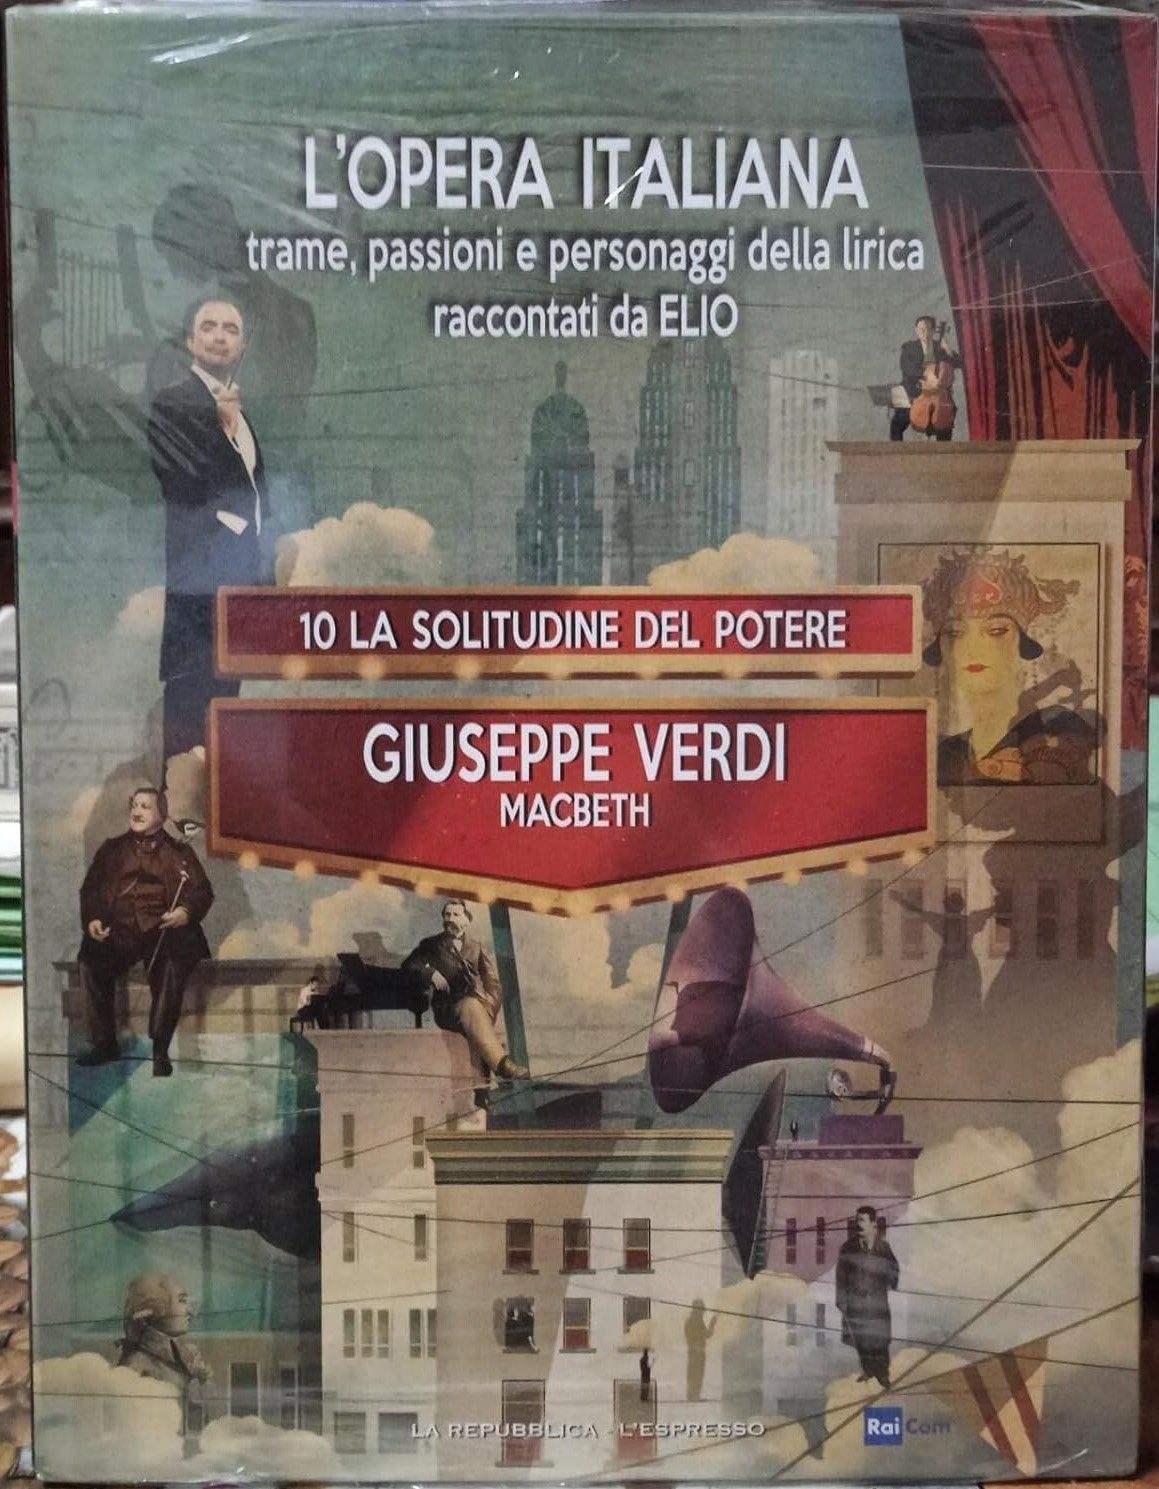 L'OPERA ITALIANA
trame, passioni e personaggi della lirica
raccontati da ELIO
10 LA SOLITUDINE DEL POTERE
GIUSEPPE VERDI
MACBETH
LA REPUBBLICA - L'ESPRESSO
Rai Com